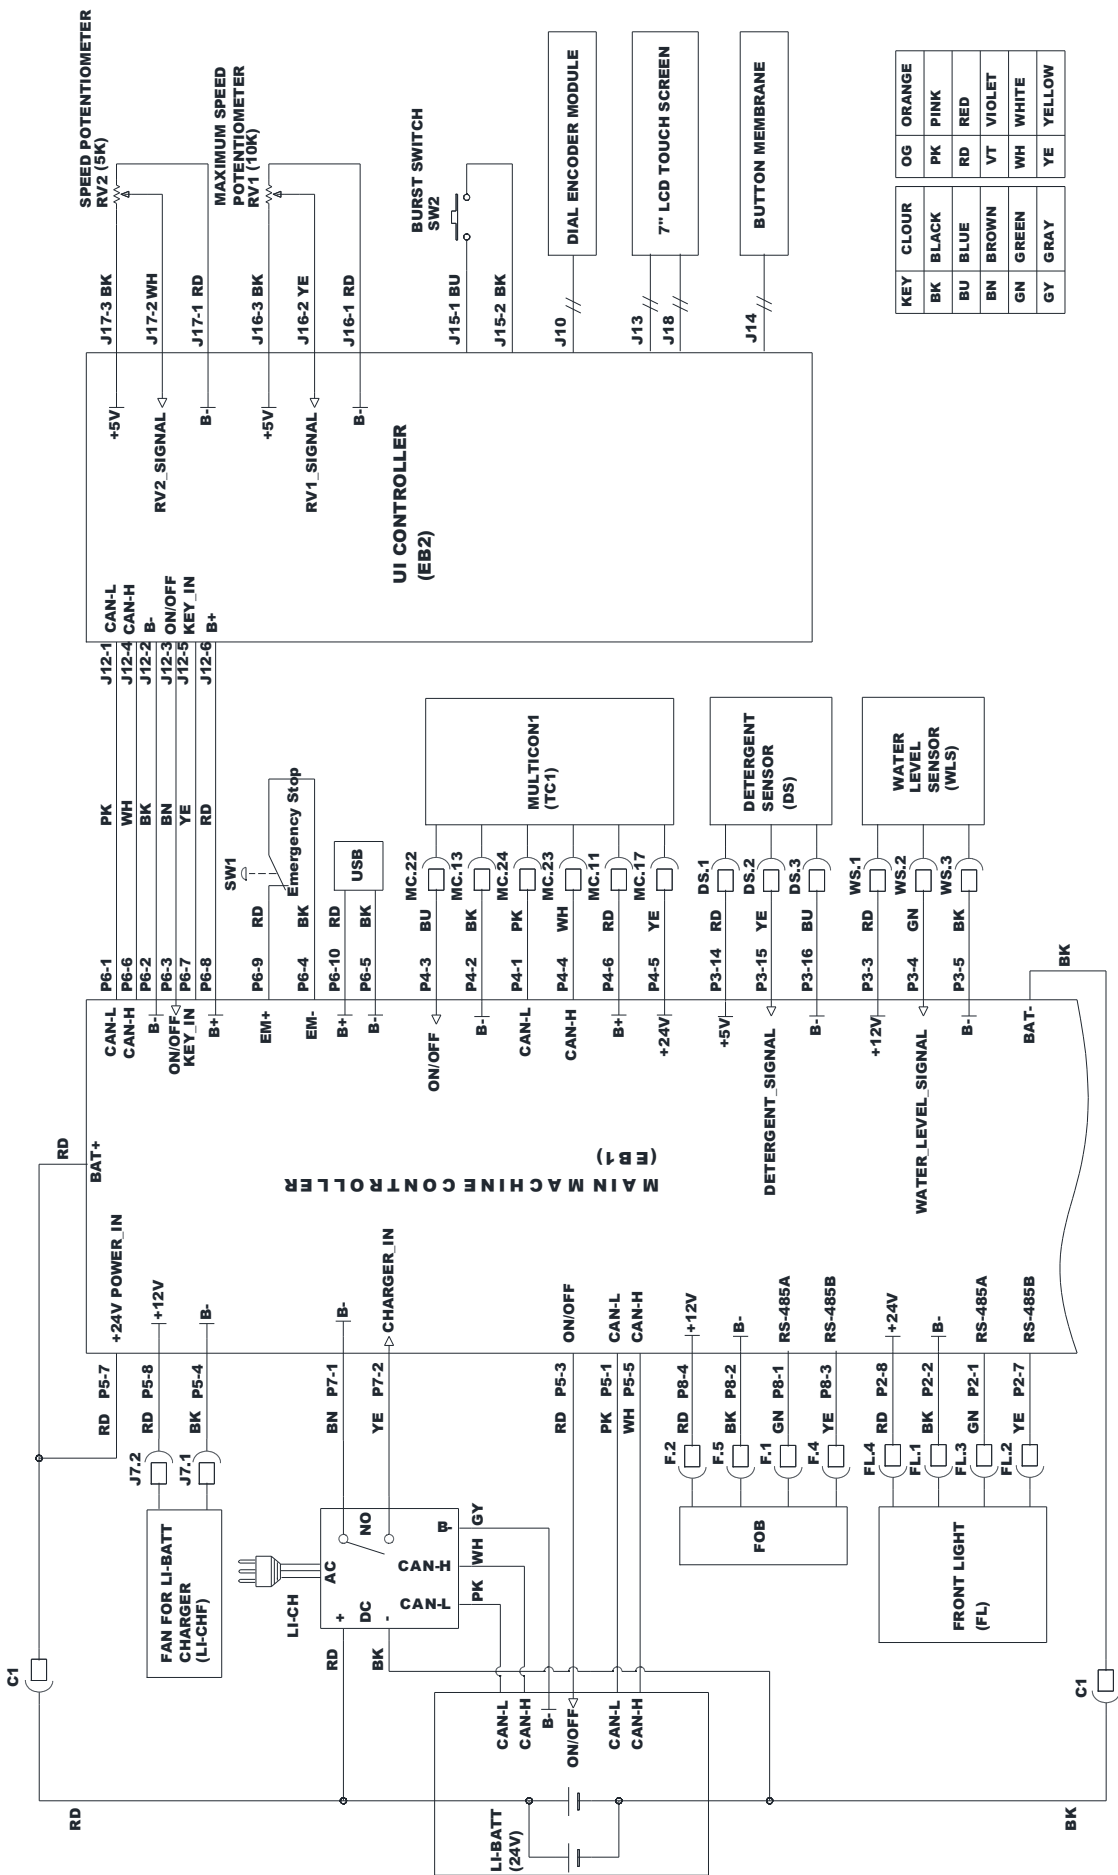 SPEED POTENTIOMETER
RV2 (5K)
MAXIMUM SPEED
POTENTIOMETER
RV1 (10K)
BURST SWITCH
SW2
DIAL ENCODER MODULE
7" LCD TOUCH SCREEN
BUTTON MEMBRANE
J17-3 BK
J17-2 WH
J17-1 RD
J16-3 BK
J16-2 YE
J16-1 RD
J15-1 BU
J15-2 BK
J10
J13
J18
J14
+5V
RV2_SIGNAL
B-
+5V
RV1_SIGNAL
B-
UI CONTROLLER
(EB2)
CAN-L
CAN-H
B-
ON/OFF
KEY_IN
B+
J12-1
J12-4
J12-2
J12-3
J12-5
J12-6
PK
WH
BK
BN
YE
RD
P6-1
P6-6
P6-2
P6-3
P6-7
P6-8
CAN-L
CAN-H
B-
ON/OFF
KEY_IN
B+
SW1
Emergency Stop
RD
BK
P6-9
P6-4
EM+
EM-
USB
RD
BK
P6-10
P6-5
B+
B-
MULTICON1
(TC1)
MC.22
MC.13
MC.24
MC.23
MC.11
MC.17
BU
BK
PK
WH
RD
YE
P4-3
P4-2
P4-1
P4-4
P4-6
P4-5
ON/OFF
B-
CAN-L
CAN-H
B+
+24V
DETERGENT
SENSOR
(DS)
DS.1
DS.2
DS.3
RD
YE
BU
P3-14
P3-15
P3-16
+5V
DETERGENT_SIGNAL
B-
WATER
LEVEL
SENSOR
(WLS)
WS.1
WS.2
WS.3
RD
GN
BK
P3-3
P3-4
P3-5
+12V
WATER_LEVEL_SIGNAL
B-
BK
BAT-
RD
BAT+
MAIN MACHINE CONTROLLER
(EB1)
+24V POWER_IN
+12V
B-
B-
CHARGER_IN
ON/OFF
CAN-L
CAN-H
+12V
B-
RS-485A
RS-485B
+24V
B-
RS-485A
RS-485B
RD P5-7
RD P5-8
BK P5-4
BN P7-1
YE P7-2
RD P5-3
PK P5-1
WH P5-5
RD P8-4
BK P8-2
GN P8-1
YE P8-3
RD P2-8
BK P2-2
GN P2-1
YE P2-7
J7.2
J7.1
F.2
F.5
F.1
F.4
FL.4
FL.1
FL.3
FL.2
FAN FOR LI-BATT
CHARGER
(LI-CHF)
FOB
FRONT LIGHT
(FL)
LI-CH
AC
NO
+
DC
-
B-
CAN-H
CAN-L
GY
WH
PK
RD
BK
C1
C1
CAN-L
CAN-H
B-
ON/OFF
CAN-L
CAN-H
LI-BATT
(24V)
RD
BK
KEY CLOUR OG ORANGE
BK BLACK PK PINK
BU BLUE RD RED
BN BROWN VT VIOLET
GN GREEN WH WHITE
GY GRAY YE YELLOW